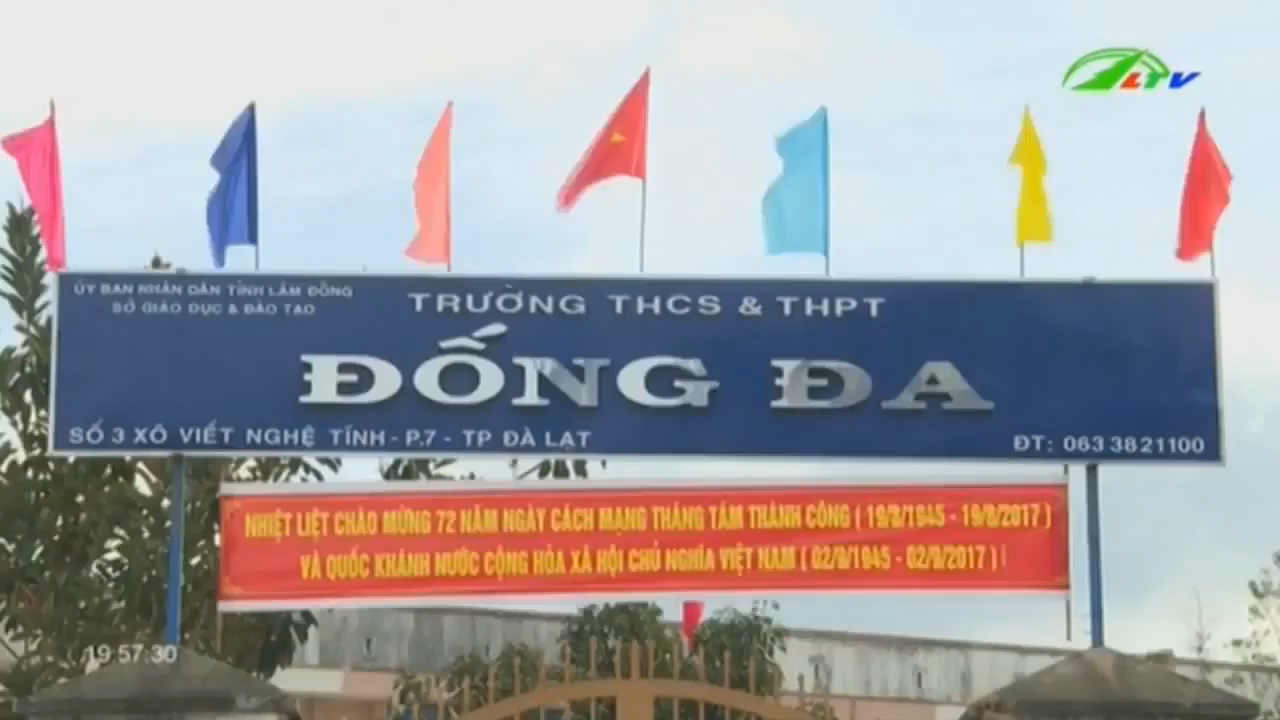 LTV
ỦY BAN NHÂN DÂN TỈNH LÂM ĐỒNG
SỞ GIÁO DỤC & ĐÀO TẠO
TRƯỜNG THCS & THPT
ĐỐNG ĐA
SỐ 3 XÔ VIẾT NGHỆ TĨNH - P.7 - TP ĐÀ LẠT
ĐT: 063 3821100
NHIỆT LIỆT CHÀO MỪNG 72 NĂM NGÀY CÁCH MẠNG THÁNG TÁM THÀNH CÔNG ( 19/8/1945 - 19/8/2017 )
VÀ QUỐC KHÁNH NƯỚC CỘNG HÒA XÃ HỘI CHỦ NGHĨA VIỆT NAM ( 02/9/1945 - 02/9/2017 )
19:57:30